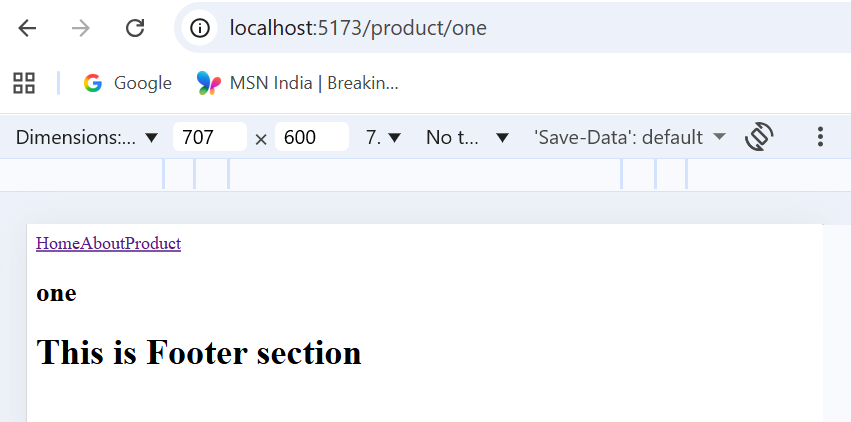 localhost:5173/product/one
Google MSN India | Breakin...
Dimensions:... 707 × 600 7. No t... 'Save-Data': default
HomeAboutProduct
one
This is Footer section